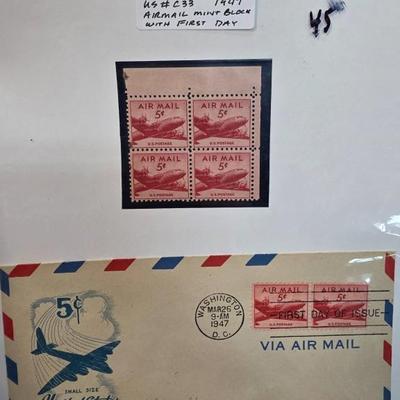 US # C33 1947
AIRMAIL MINT BLOCK
WITH FIRST DAY
45
AIR MAIL
5¢
U.S. POSTAGE
AIR MAIL
5¢
U.S. POSTAGE
AIR MAIL
5¢
U.S. POSTAGE
AIR MAIL
5¢
U.S. POSTAGE
5¢
SMALL SIZE
WASHINGTON
MAR 26
9-AM
1947
D.C.
AIR MAIL
5¢
U.S. POSTAGE
AIR MAIL
5¢
U.S. POSTAGE
FIRST DAY OF ISSUE
VIA AIR MAIL